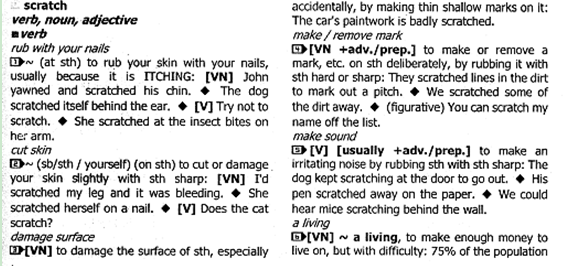 scratch
verb, noun, adjective
■ verb
rub with your nails
1 ~ (at sth) to rub your skin with your nails,
usually because it is ITCHING: [VN] John
yawned and scratched his chin. ◆ The dog
scratched itself behind the ear. ◆ [V] Try not to
scratch. ◆ She scratched at the insect bites on
her arm.
cut skin
2 ~ (sb/sth / yourself) (on sth) to cut or damage
your skin slightly with sth sharp: [VN] I'd
scratched my leg and it was bleeding. ◆ She
scratched herself on a nail. ◆ [V] Does the cat
scratch?
damage surface
3 [VN] to damage the surface of sth, especially
accidentally, by making thin shallow marks on it:
The car's paintwork is badly scratched.
make / remove mark
4 [VN +adv./prep.] to make or remove a
mark, etc. on sth deliberately, by rubbing it with
sth hard or sharp: They scratched lines in the dirt
to mark out a pitch. ◆ We scratched some of
the dirt away. ◆ (figurative) You can scratch my
name off the list.
make sound
5 [V] [usually +adv./prep.] to make an
irritating noise by rubbing sth with sth sharp: The
dog kept scratching at the door to go out. ◆ His
pen scratched away on the paper. ◆ We could
hear mice scratching behind the wall.
a living
6 [VN] ~ a living, to make enough money to
live on, but with difficulty: 75% of the population